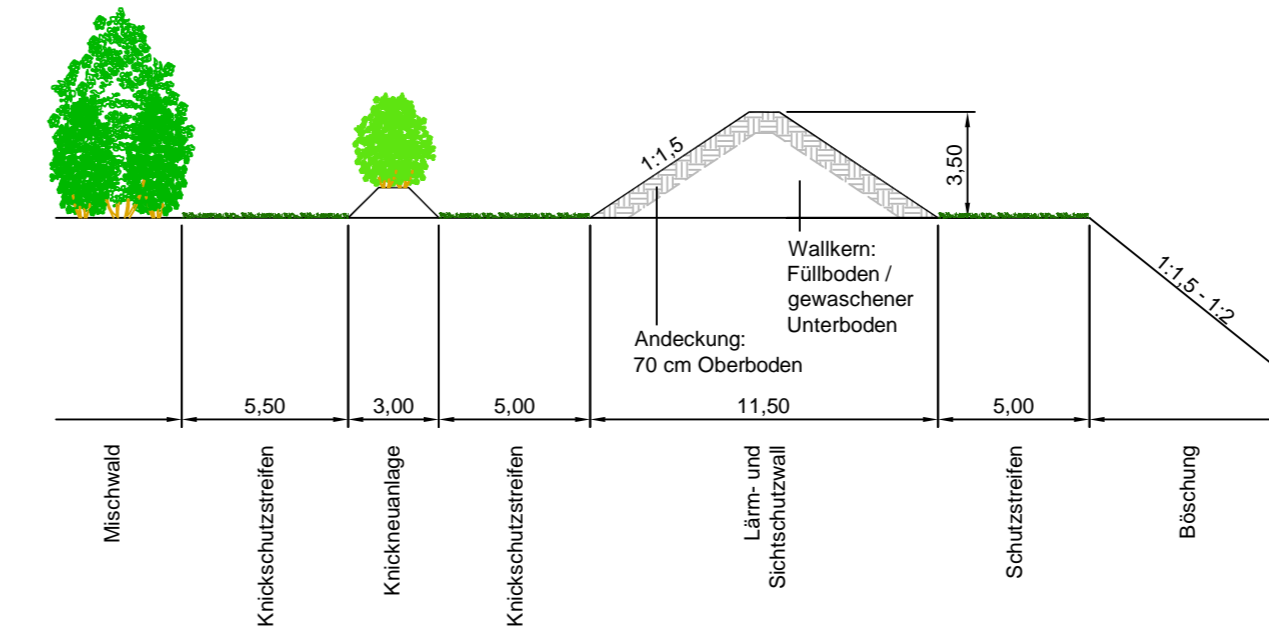 1:1,5
3,50
Wallkern:
Füllboden /
gewaschener
Unterboden
1:1,5 - 1:2
Andeckung:
70 cm Oberboden
5,50
3,00
5,00
11,50
5,00
Mischwald
Knickschutzstreifen
Knickneuanlage
Knickschutzstreifen
Lärm- und
Sichtschutzwall
Schutzstreifen
Böschung